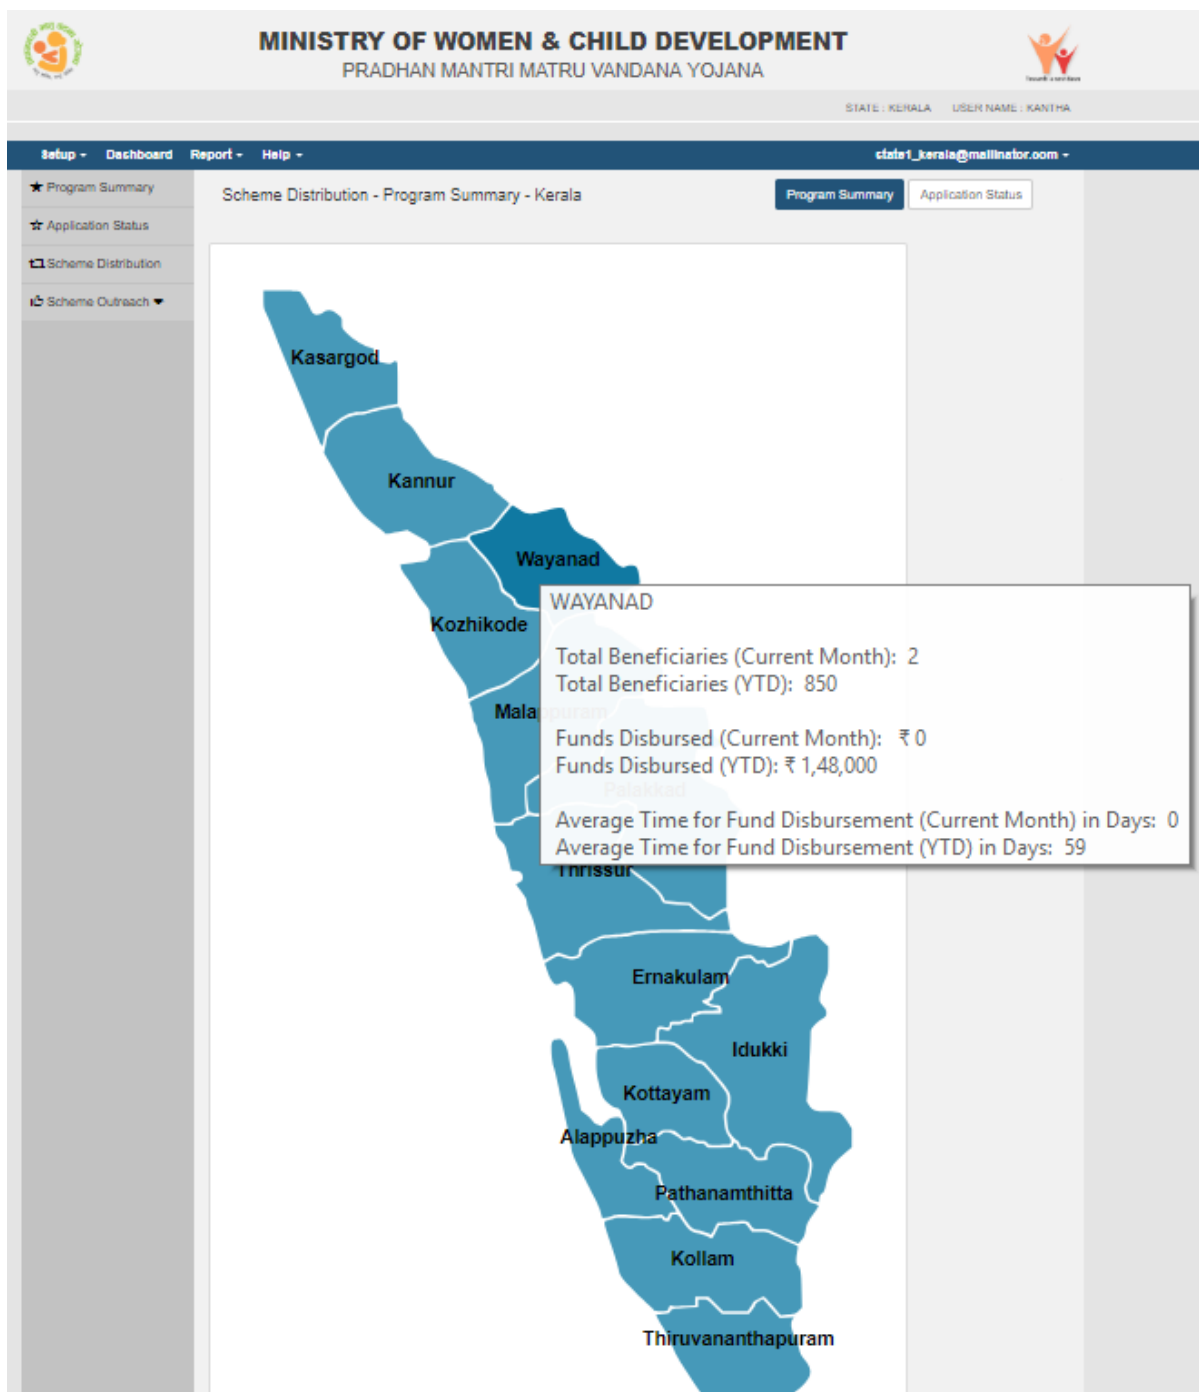 MINISTRY OF WOMEN & CHILD DEVELOPMENT
PRADHAN MANTRI MATRU VANDANA YOJANA
STATE : KERALA USER NAME : KANTHA
Setup Dashboard Report Help state1_kerala@mailinator.com
Program Summary
Application Status
Scheme Distribution
Scheme Outreach
Scheme Distribution - Program Summary - Kerala
Program Summary Application Status
Kasargod
Kannur
Wayanad
Kozhikode
Malappuram
Palakkad
Thrissur
WAYANAD
Total Beneficiaries (Current Month): 2
Total Beneficiaries (YTD): 850
Funds Disbursed (Current Month): ₹ 0
Funds Disbursed (YTD): ₹ 1,48,000
Average Time for Fund Disbursement (Current Month) in Days: 0
Average Time for Fund Disbursement (YTD) in Days: 59
Ernakulam
Idukki
Kottayam
Alappuzha
Pathanamthitta
Kollam
Thiruvananthapuram